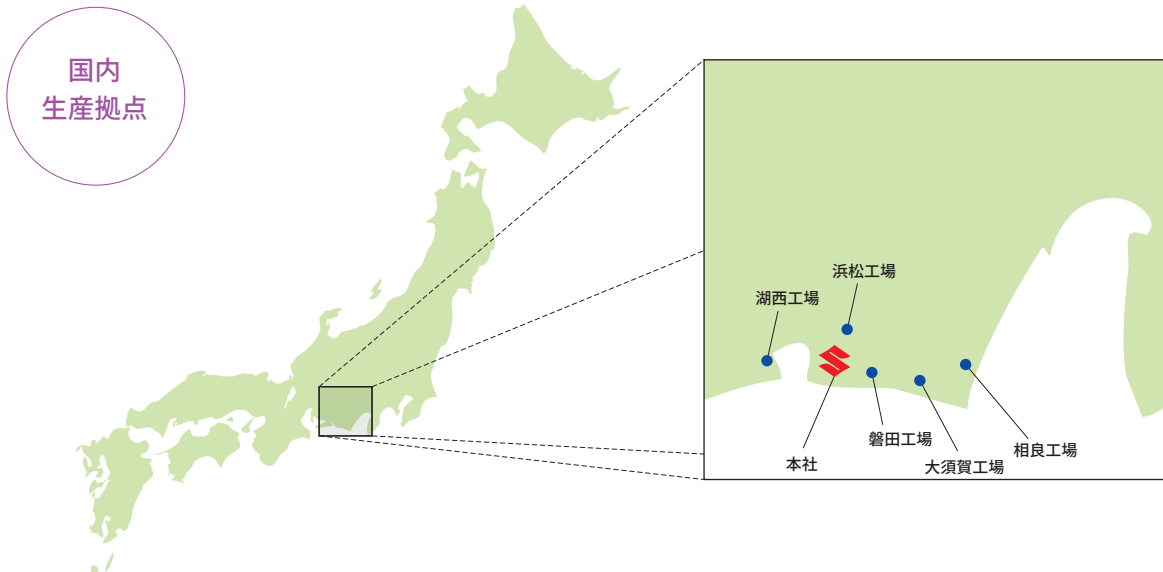 国内
生産拠点
浜松工場
湖西工場
磐田工場
本社
大須賀工場
相良工場